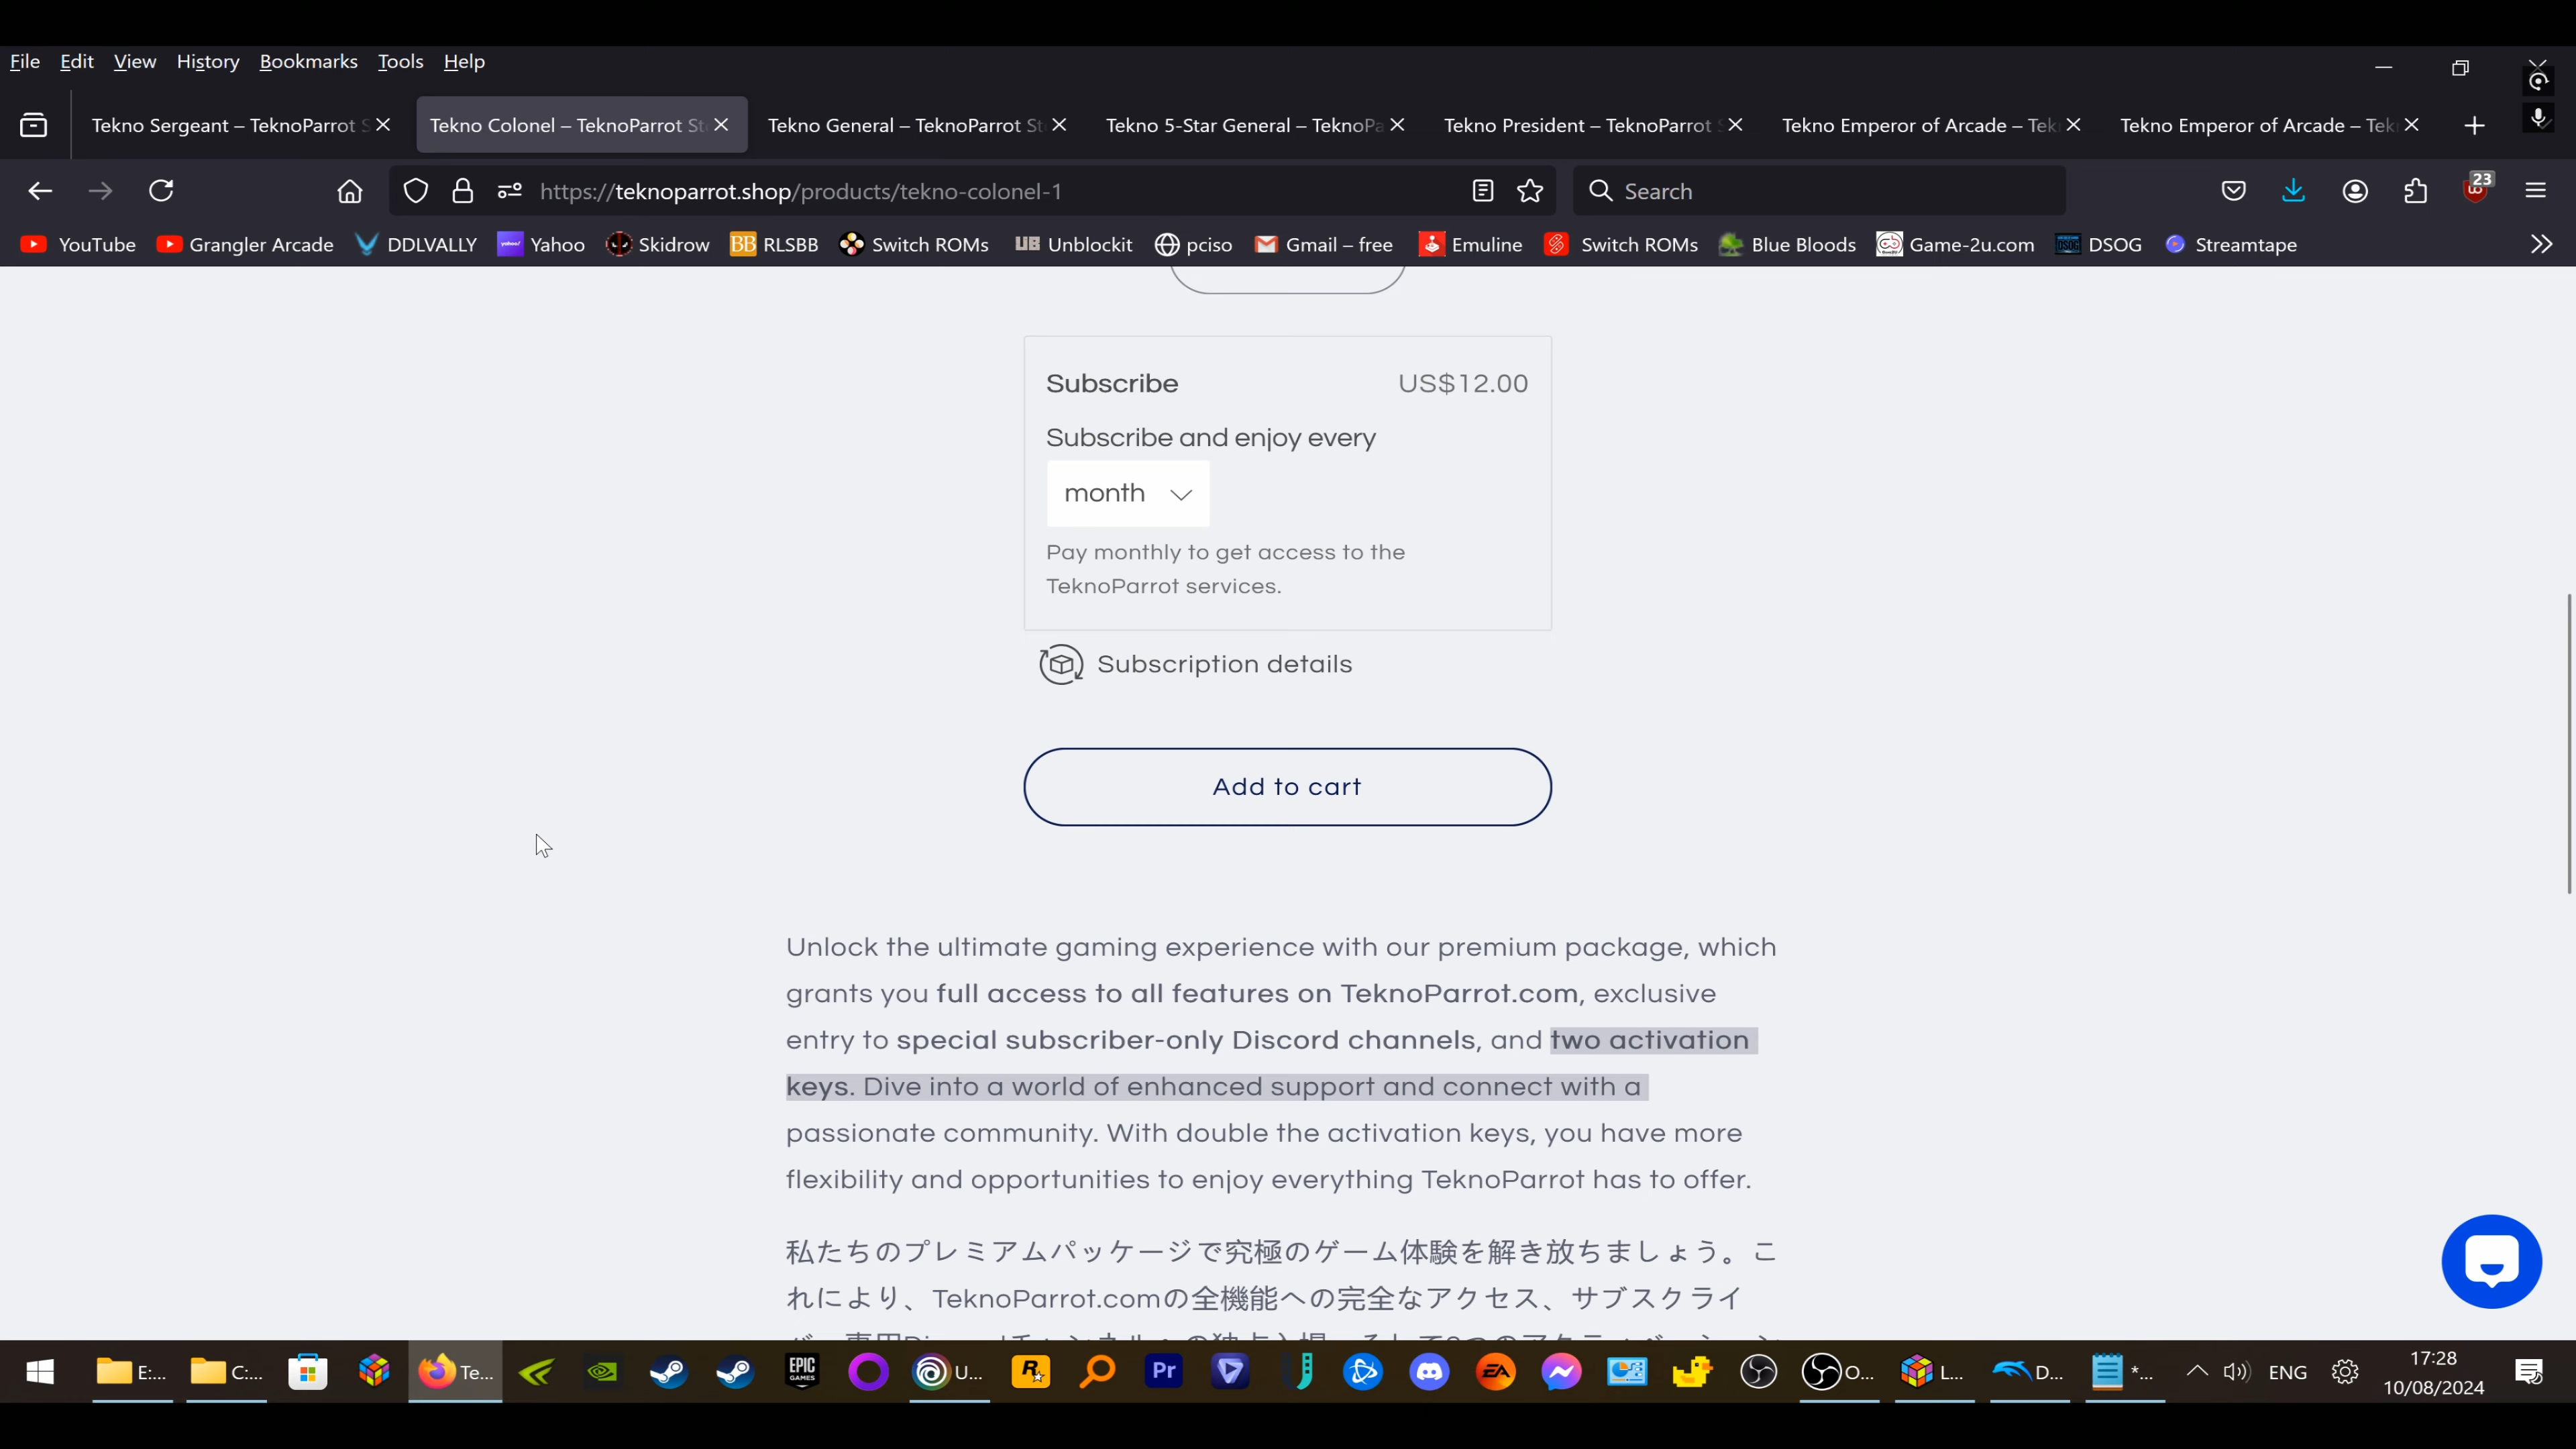 File Edit View History Bookmarks Tools Help
Tekno Sergeant – TeknoParrot S
Tekno Colonel – TeknoParrot St
Tekno General – TeknoParrot St
Tekno 5-Star General – TeknoPa
Tekno President – TeknoParrot S
Tekno Emperor of Arcade – Tek
Tekno Emperor of Arcade – Tek
https://teknoparrot.shop/products/tekno-colonel-1
Search
23
YouTube Grangler Arcade DDLVALLY Yahoo Skidrow RLSBB Switch ROMs Unblockit pciso Gmail – free Emuline Switch ROMs Blue Bloods Game-2u.com DSOG Streamtape
Subscribe US$12.00
Subscribe and enjoy every
month
Pay monthly to get access to the
TeknoParrot services.
Subscription details
Add to cart
Unlock the ultimate gaming experience with our premium package, which
grants you full access to all features on TeknoParrot.com, exclusive
entry to special subscriber-only Discord channels, and two activation
keys. Dive into a world of enhanced support and connect with a
passionate community. With double the activation keys, you have more
flexibility and opportunities to enjoy everything TeknoParrot has to offer.
私たちのプレミアムパッケージで究極のゲーム体験を解き放ちましょう。こ
れにより、TeknoParrot.comの全機能への完全なアクセス、サブスクライ
E:... C:... Te... EPIC GAMES U... Pr EA O... L... D... *... ENG
17:28
10/08/2024